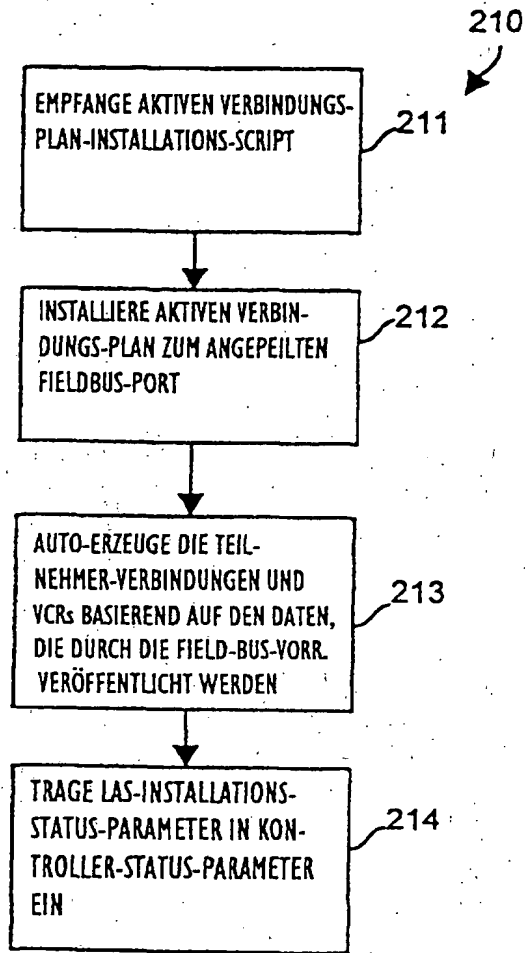 210
EMPFANGE AKTIVEN VERBINDUNGS-
PLAN-INSTALLATIONS-SCRIPT
211
INSTALLIERE AKTIVEN VERBIN-
DUNGS-PLAN ZUM ANGEPEILTEN
FIELDBUS-PORT
212
AUTO-ERZEUGE DIE TEIL-
NEHMER-VERBINDUNGEN UND
VCRs BASIEREND AUF DEN DATEN,
DIE DURCH DIE FIELD-BUS-VORR.
VERÖFFENTLICHT WERDEN
213
TRAGE LAS-INSTALLATIONS-
STATUS-PARAMETER IN KON-
TROLLER-STATUS-PARAMETER
EIN
214